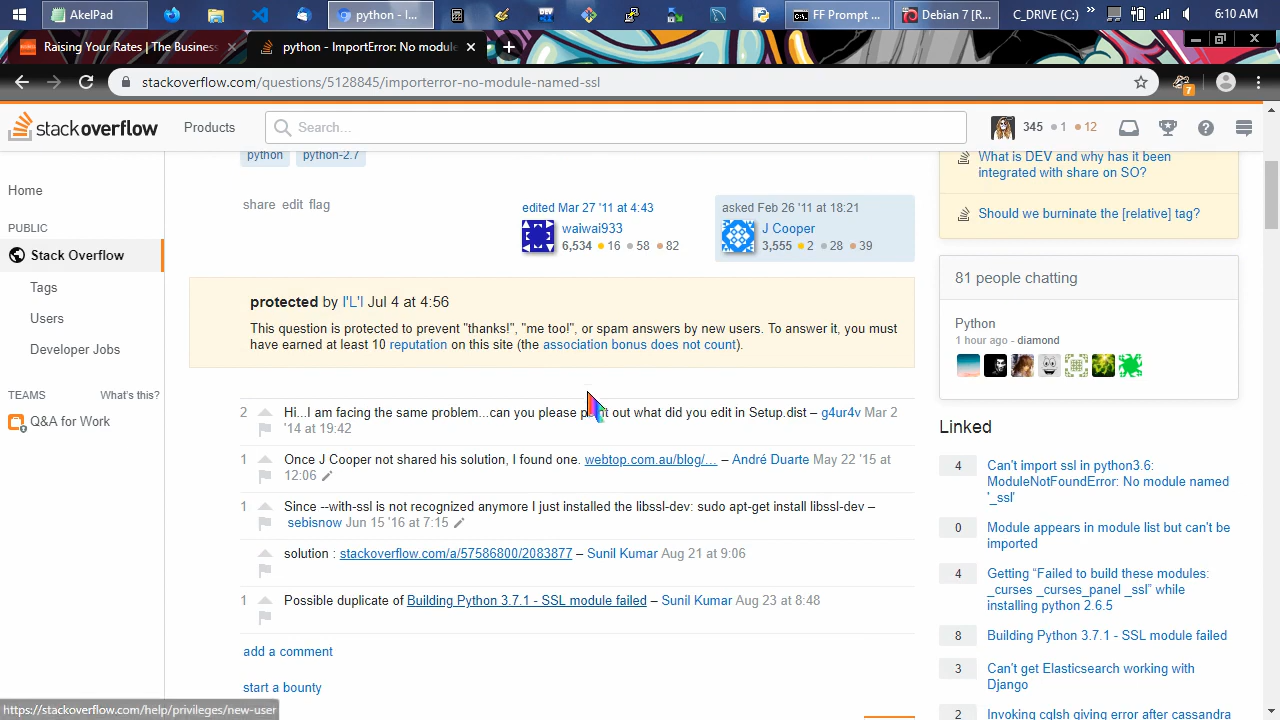 AkelPad
python - I...
FF Prompt ...
Debian 7 [R...
C_DRIVE (C:)
6:10 AM
Raising Your Rates | The Business
python - ImportError: No module
stackoverflow.com/questions/5128845/importerror-no-module-named-ssl
7
stackoverflow
Products
Search...
345 1 12
Home
PUBLIC
Stack Overflow
Tags
Users
Developer Jobs
TEAMS What's this?
Q&A for Work
python python-2.7
share edit flag
edited Mar 27 '11 at 4:43
waiwai933
6,534 16 58 82
asked Feb 26 '11 at 18:21
J Cooper
3,555 2 28 39
protected by l'L'l Jul 4 at 4:56
This question is protected to prevent "thanks!", "me too!", or spam answers by new users. To answer it, you must
have earned at least 10 reputation on this site (the association bonus does not count).
2 Hi...I am facing the same problem...can you please point out what did you edit in Setup.dist – g4ur4v Mar 2
'14 at 19:42
1 Once J Cooper not shared his solution, I found one. webtop.com.au/blog/... – André Duarte May 22 '15 at
12:06
1 Since --with-ssl is not recognized anymore I just installed the libssl-dev: sudo apt-get install libssl-dev –
sebisnow Jun 15 '16 at 7:15
solution : stackoverflow.com/a/57586800/2083877 – Sunil Kumar Aug 21 at 9:06
1 Possible duplicate of Building Python 3.7.1 - SSL module failed – Sunil Kumar Aug 23 at 8:48
add a comment
start a bounty
What is DEV and why has it been
integrated with share on SO?
Should we burninate the [relative] tag?
81 people chatting
Python
1 hour ago - diamond
Linked
4 Can't import ssl in python3.6:
ModuleNotFoundError: No module named
'_ssl'
0 Module appears in module list but can't be
imported
4 Getting “Failed to build these modules:
_curses _curses_panel _ssl” while
installing python 2.6.5
8 Building Python 3.7.1 - SSL module failed
3 Can't get Elasticsearch working with
Django
2 Invoking cqlsh giving error after cassandra
https://stackoverflow.com/help/privileges/new-user